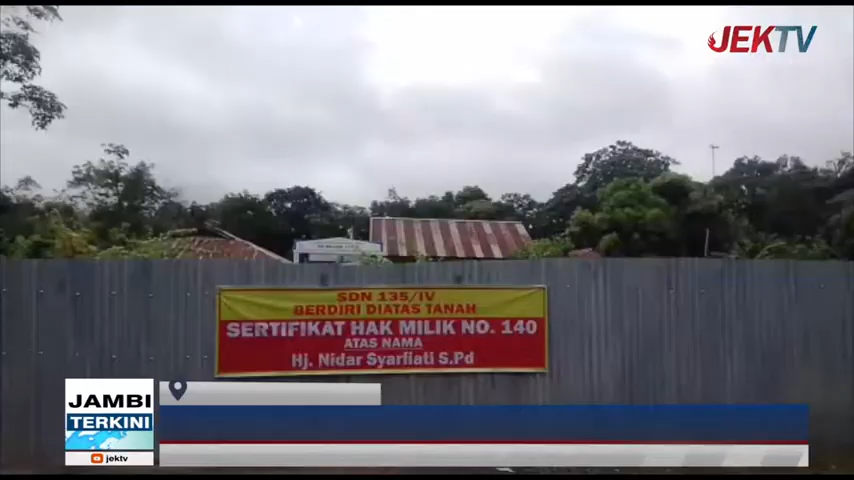 JEKTV
SDN 135/IV
BERDIRI DIATAS TANAH
SERTIFIKAT HAK MILIK NO. 140
ATAS NAMA
Hj. Nidar Syarfiati S.Pd
JAMBI
TERKINI
jektv
JEKTV